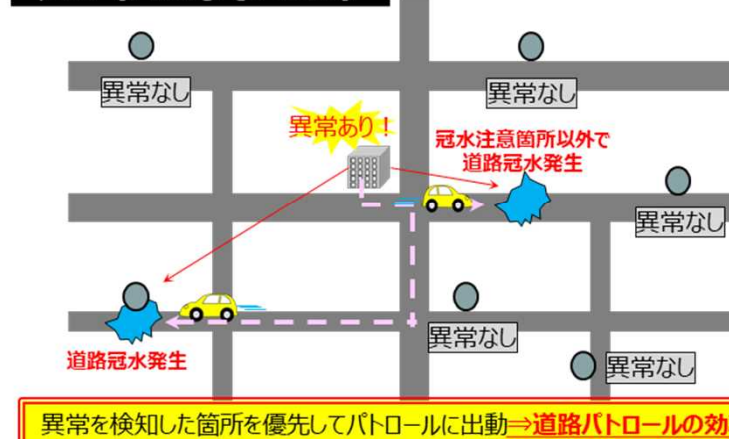 異常なし
異常なし
異常あり！
冠水注意箇所以外で
道路冠水発生
異常なし
異常なし
道路冠水発生
異常なし
異常を検知した箇所を優先してパトロールに出動⇒道路パトロールの効